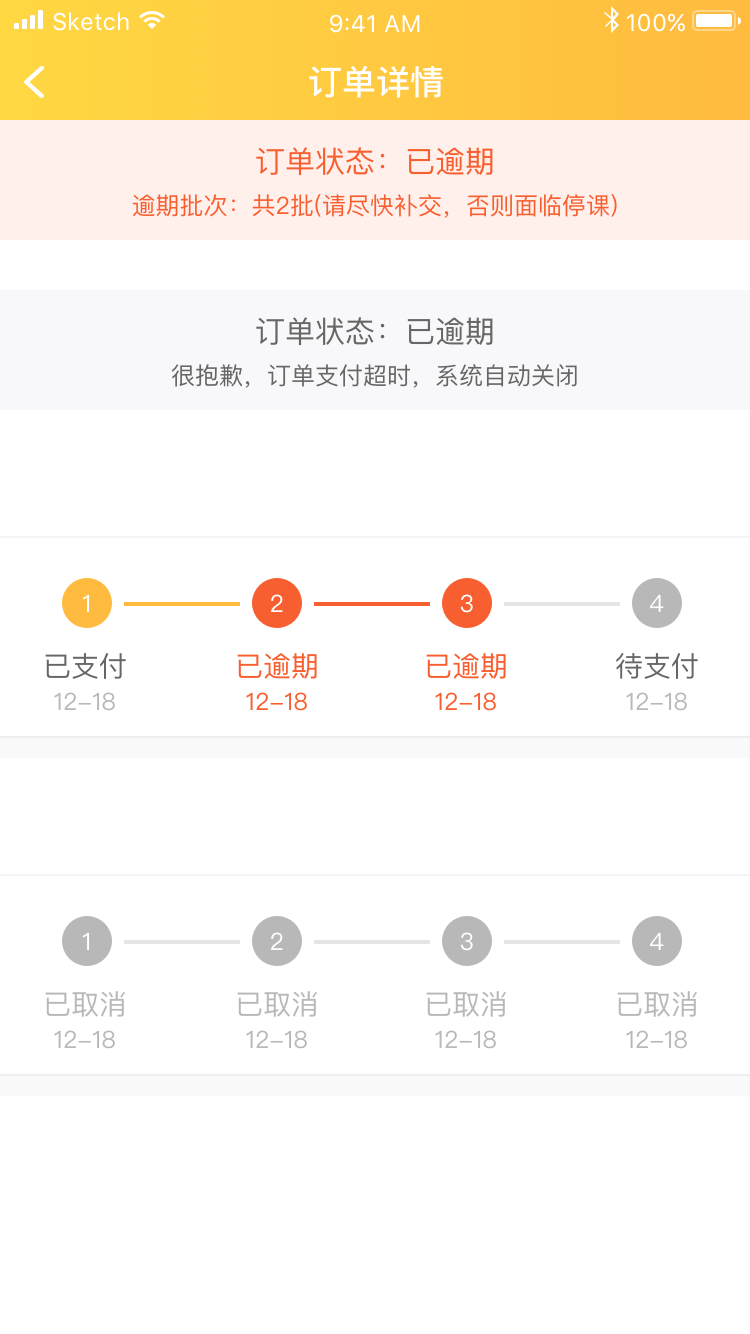 Sketch 9:41 AM 100%
订单详情
订单状态：已逾期
逾期批次：共2批(请尽快补交，否则面临停课)
订单状态：已逾期
很抱歉，订单支付超时，系统自动关闭
1 2 3 4
已支付 已逾期 已逾期 待支付
12-18 12-18 12-18 12-18
1 2 3 4
已取消 已取消 已取消 已取消
12-18 12-18 12-18 12-18